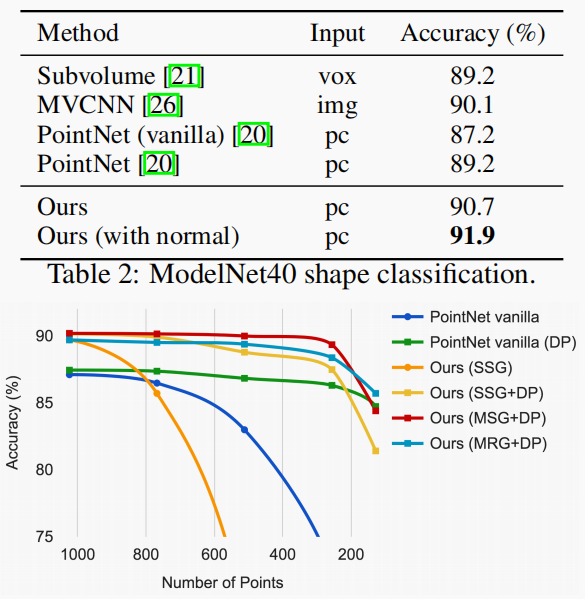 Method Input Accuracy (%)
Subvolume [21] vox 89.2
MVCNN [26] img 90.1
PointNet (vanilla) [20] pc 87.2
PointNet [20] pc 89.2
Ours pc 90.7
Ours (with normal) pc 91.9
Table 2: ModelNet40 shape classification.
PointNet vanilla
PointNet vanilla (DP)
Ours (SSG)
Ours (SSG+DP)
Ours (MSG+DP)
Ours (MRG+DP)
90
85
80
75
Accuracy (%)
1000 800 600 400 200
Number of Points